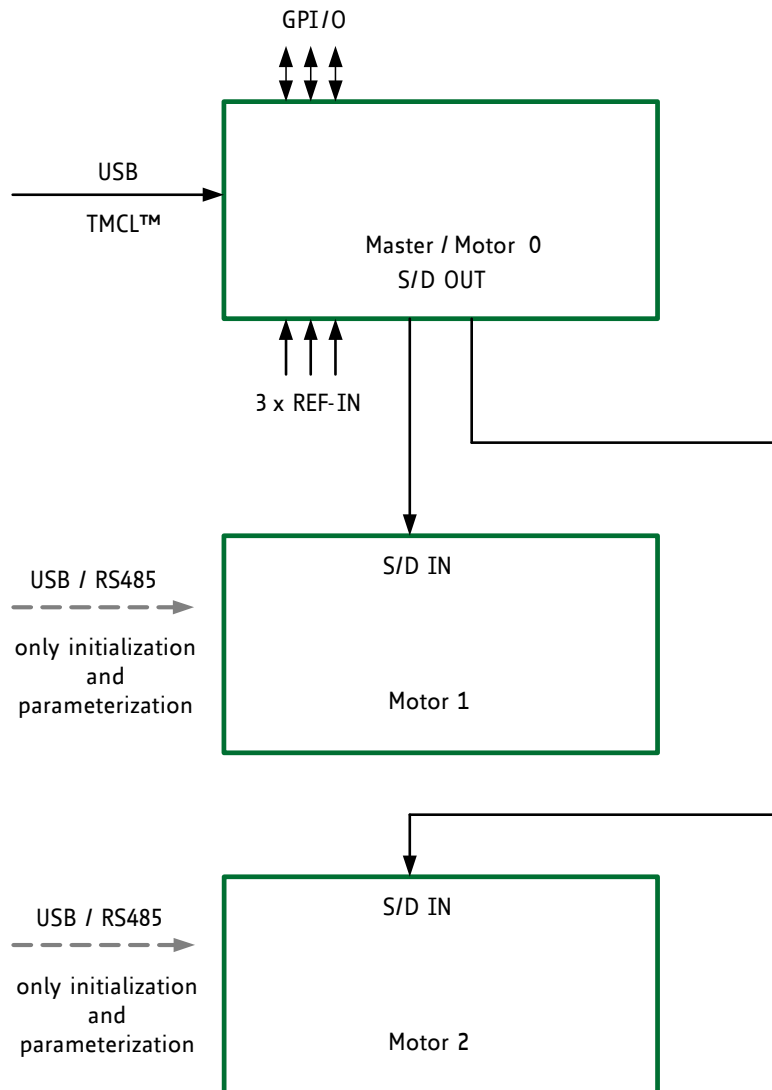 GPI/O
USB
TMCL™
Master / Motor 0
S/D OUT
3 x REF-IN
S/D IN
USB / RS485
only initialization
and
parameterization
Motor 1
S/D IN
USB / RS485
only initialization
and
parameterization
Motor 2